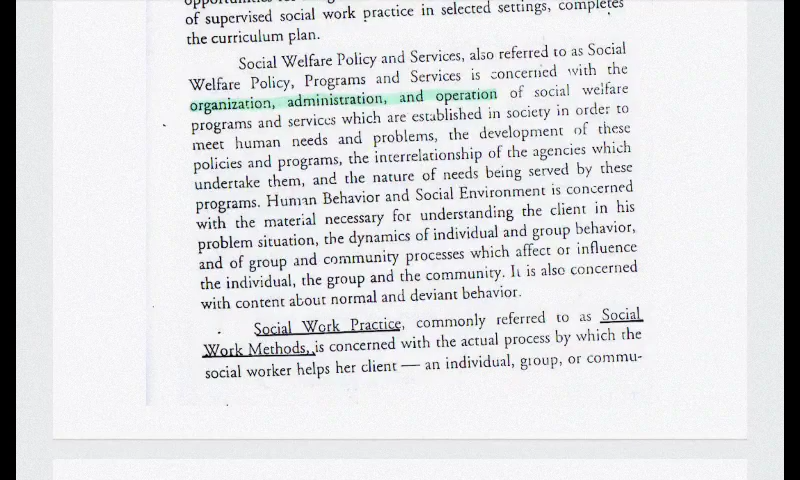 of supervised social work practice in selected settings, completes
the curriculum plan.
Social Welfare Policy and Services, also referred to as Social
Welfare Policy, Programs and Services is concerned with the
organization, administration, and operation of social welfare
programs and services which are established in society in order to
meet human needs and problems, the development of these
policies and programs, the interrelationship of the agencies which
undertake them, and the nature of needs being served by these
programs. Human Behavior and Social Environment is concerned
with the material necessary for understanding the client in his
problem situation, the dynamics of individual and group behavior,
and of group and community processes which affect or influence
the individual, the group and the community. It is also concerned
with content about normal and deviant behavior.
Social Work Practice, commonly referred to as Social
Work Methods, is concerned with the actual process by which the
social worker helps her client — an individual, group, or commu-